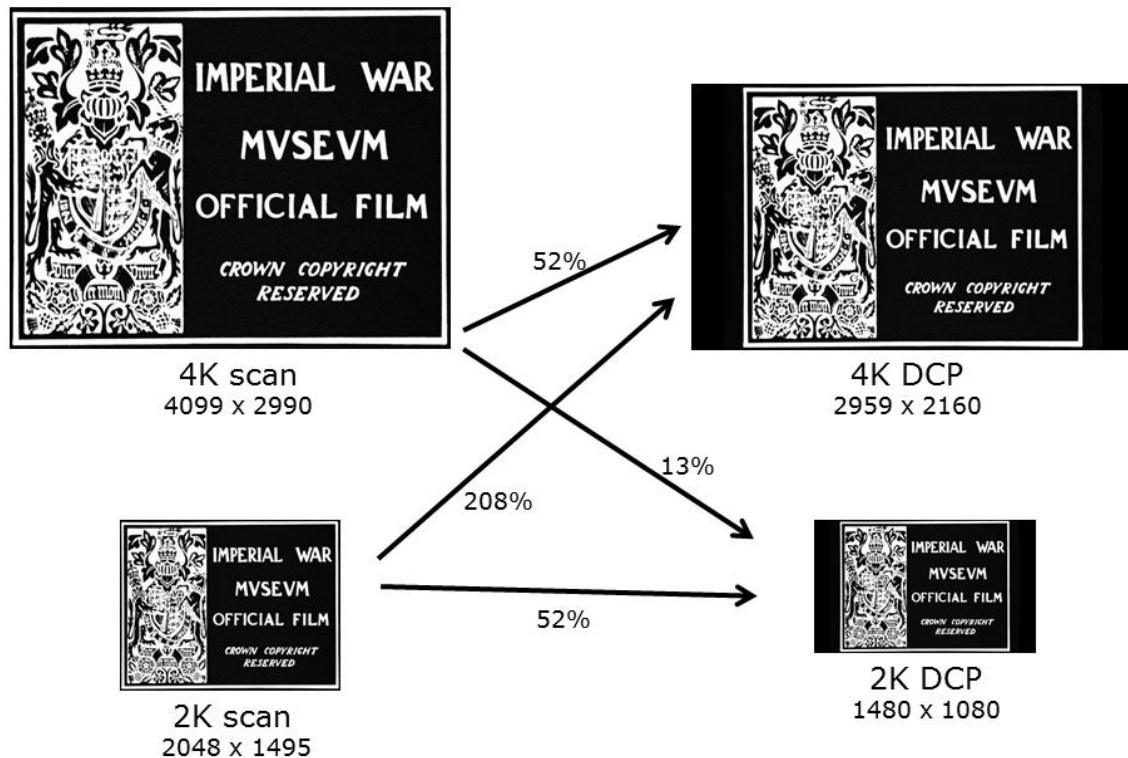 IMPERIAL WAR
MVSEVM
OFFICIAL FILM
CROWN COPYRIGHT
RESERVED
4K scan
4099 x 2990
IMPERIAL WAR
MVSEVM
OFFICIAL FILM
CROWN COPYRIGHT
RESERVED
4K DCP
2959 x 2160
52%
13%
208%
52%
IMPERIAL WAR
MVSEVM
OFFICIAL FILM
CROWN COPYRIGHT
RESERVED
2K scan
2048 x 1495
IMPERIAL WAR
MVSEVM
OFFICIAL FILM
CROWN COPYRIGHT
RESERVED
2K DCP
1480 x 1080